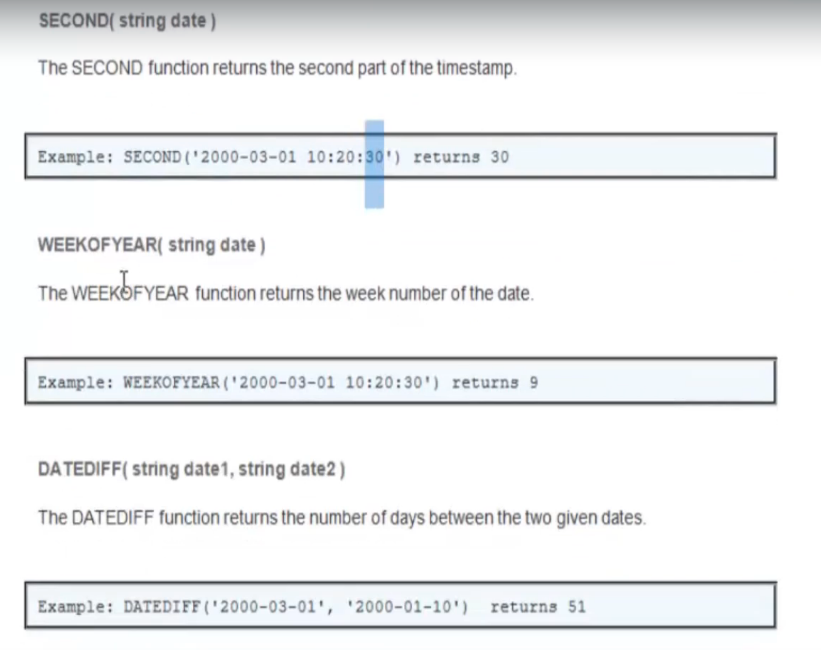 SECOND( string date )
The SECOND function returns the second part of the timestamp.
Example: SECOND('2000-03-01 10:20:30') returns 30
WEEKOFYEAR( string date )
The WEEKOFYEAR function returns the week number of the date.
Example: WEEKOFYEAR('2000-03-01 10:20:30') returns 9
DATEDIFF( string date1, string date2 )
The DATEDIFF function returns the number of days between the two given dates.
Example: DATEDIFF('2000-03-01', '2000-01-10')  returns 51